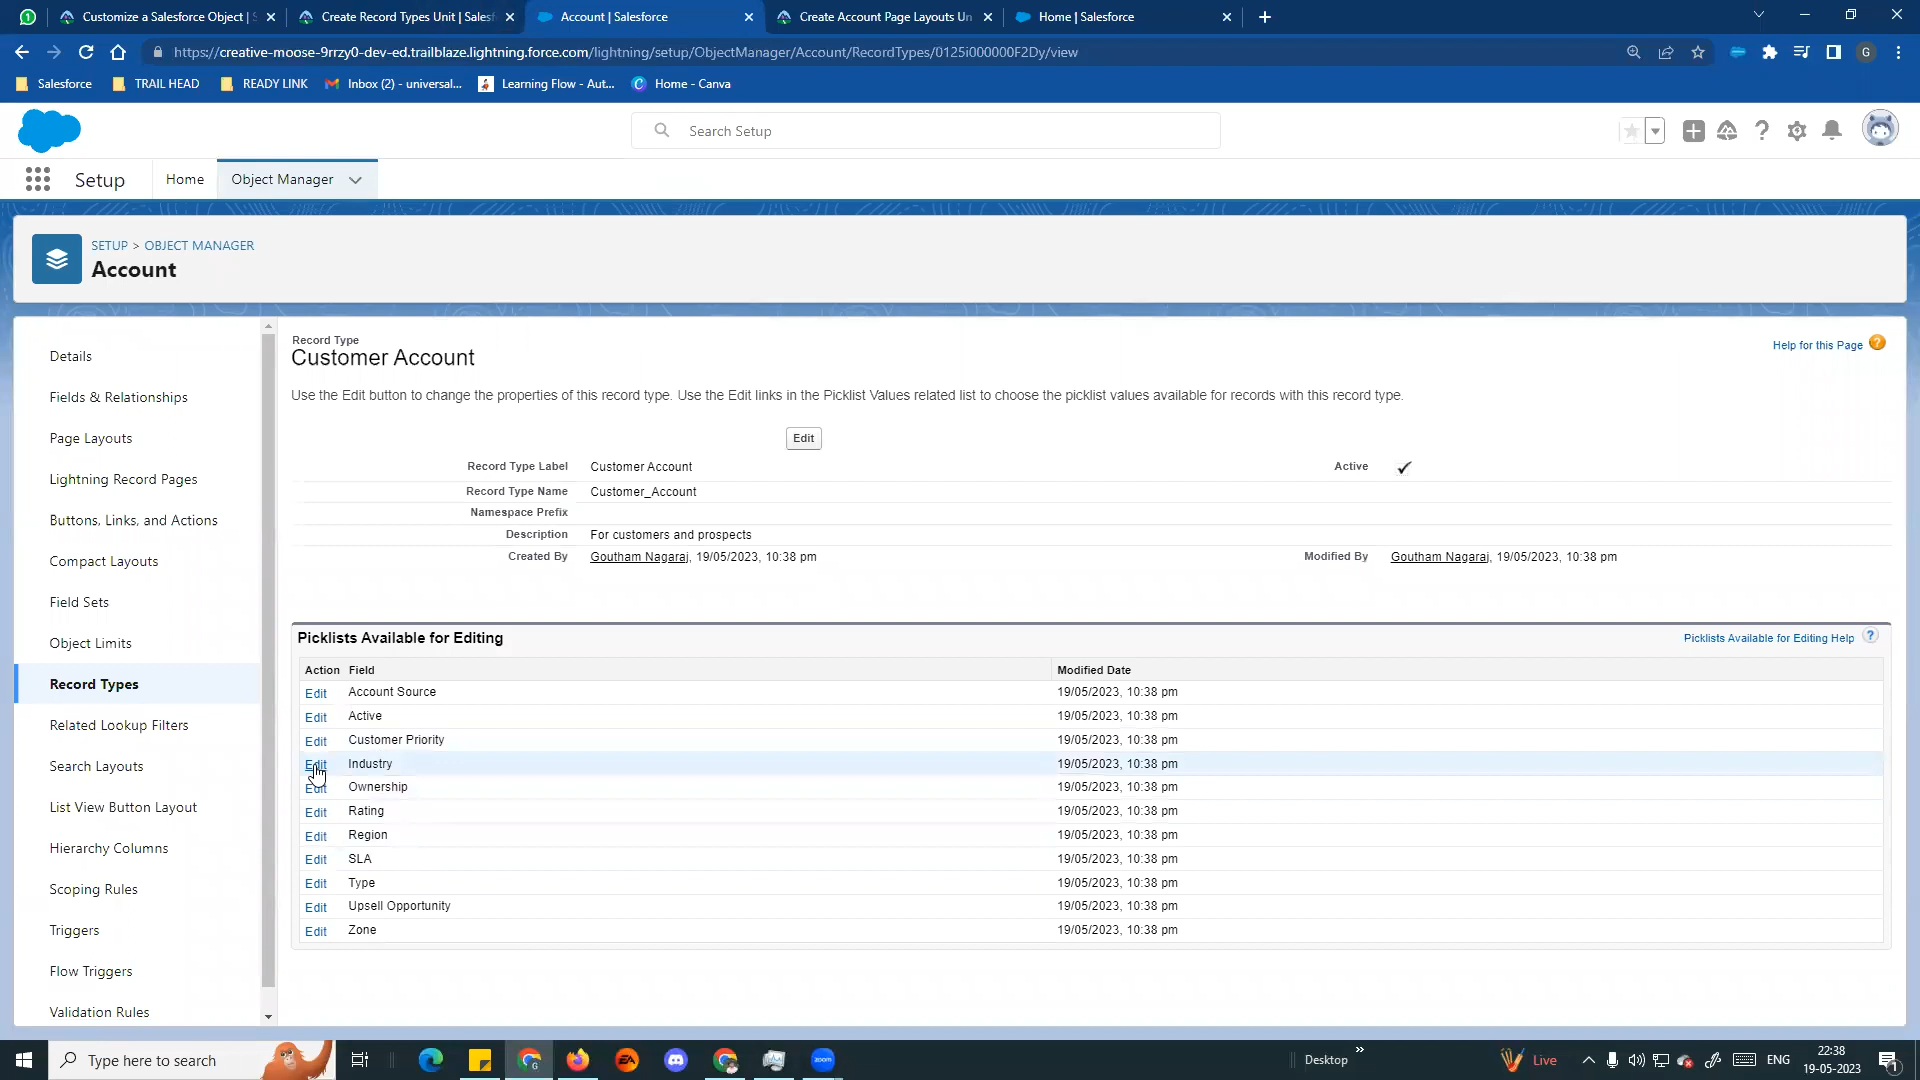 Customize a Salesforce Object | S
Create Record Types Unit | Salesf
Account | Salesforce
Create Account Page Layouts Un
Home | Salesforce
https://creative-moose-9rrzy0-dev-ed.trailblaze.lightning.force.com/lightning/setup/ObjectManager/Account/RecordTypes/0125i000000F2Dy/view
G
Salesforce
TRAIL HEAD
READY LINK
Inbox (2) - universal...
Learning Flow - Aut...
Home - Canva
Search Setup
Setup
Home
Object Manager
SETUP > OBJECT MANAGER
Account
Details
Fields & Relationships
Page Layouts
Lightning Record Pages
Buttons, Links, and Actions
Compact Layouts
Field Sets
Object Limits
Record Types
Related Lookup Filters
Search Layouts
List View Button Layout
Hierarchy Columns
Scoping Rules
Triggers
Flow Triggers
Validation Rules
Record Type
Customer Account
Help for this Page
Use the Edit button to change the properties of this record type. Use the Edit links in the Picklist Values related list to choose the picklist values available for records with this record type.
Edit
Record Type Label Customer Account Active
Record Type Name Customer_Account
Namespace Prefix
Description For customers and prospects
Created By Goutham Nagaraj, 19/05/2023, 10:38 pm Modified By Goutham Nagaraj, 19/05/2023, 10:38 pm
Picklists Available for Editing
Picklists Available for Editing Help ?
Action Field Modified Date
Edit Account Source 19/05/2023, 10:38 pm
Edit Active 19/05/2023, 10:38 pm
Edit Customer Priority 19/05/2023, 10:38 pm
Edit Industry 19/05/2023, 10:38 pm
Edit Ownership 19/05/2023, 10:38 pm
Edit Rating 19/05/2023, 10:38 pm
Edit Region 19/05/2023, 10:38 pm
Edit SLA 19/05/2023, 10:38 pm
Edit Type 19/05/2023, 10:38 pm
Edit Upsell Opportunity 19/05/2023, 10:38 pm
Edit Zone 19/05/2023, 10:38 pm
Type here to search
zoom
Desktop
Live
ENG
22:38
19-05-2023
1